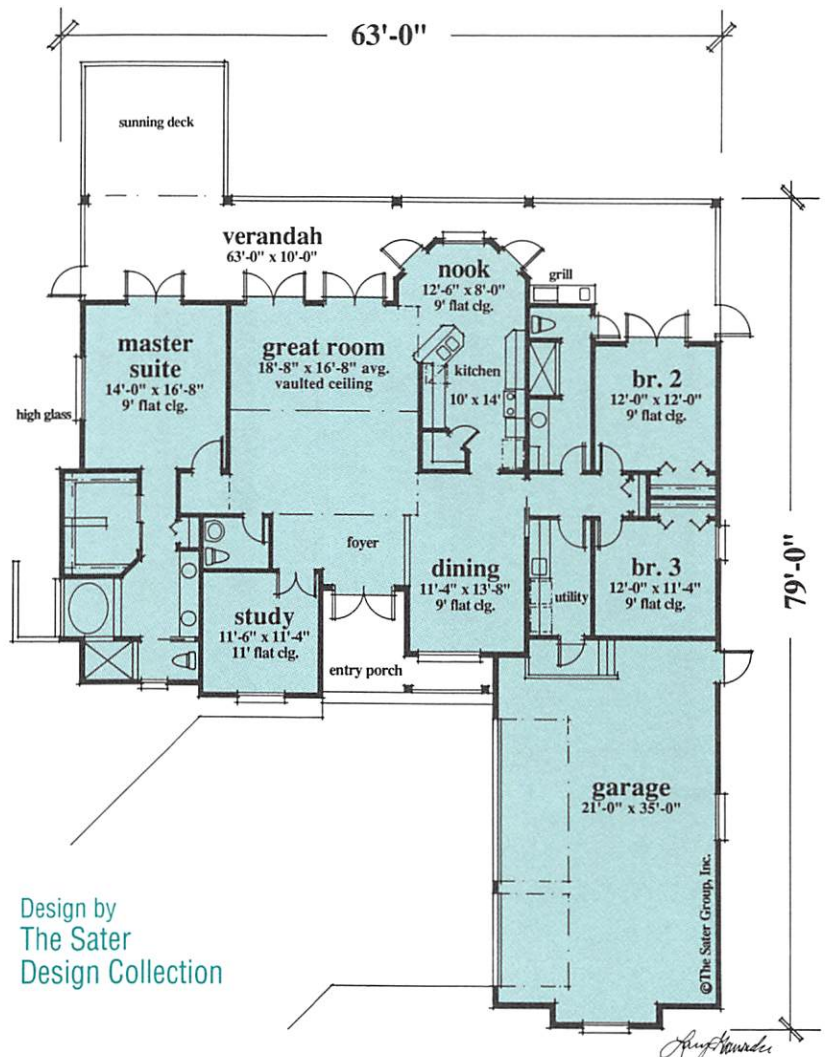 63'-0"
sunning deck
verandah
63'-0" x 10'-0"
nook
12'-6" x 8'-0"
9' flat clg.
grill
master
suite
14'-0" x 16'-8"
9' flat clg.
great room
18'-8" x 16'-8" avg.
vaulted ceiling
kitchen
10' x 14'
br. 2
12'-0" x 12'-0"
9' flat clg.
high glass
foyer
dining
11'-4" x 13'-8"
9' flat clg.
utility
br. 3
12'-0" x 11'-4"
9' flat clg.
79'-0"
study
11'-6" x 11'-4"
11' flat clg.
entry porch
garage
21'-0" x 35'-0"
©The Sater Group, Inc.
Design by
The Sater
Design Collection